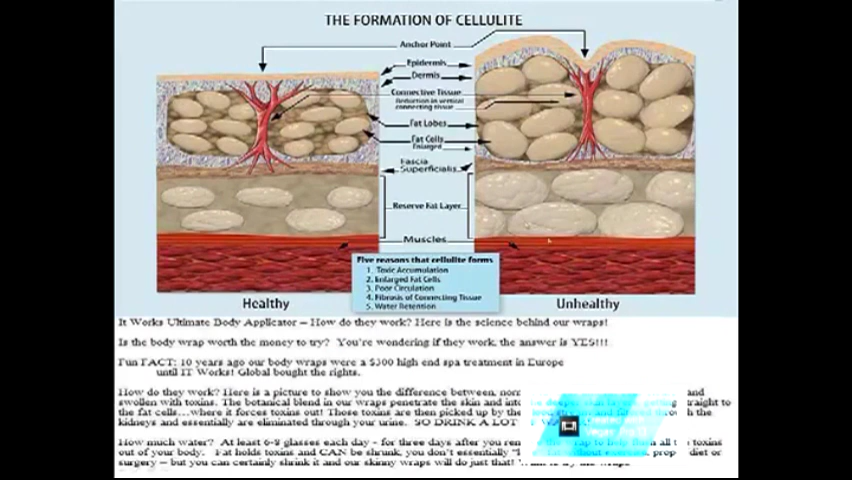 THE FORMATION OF CELLULITE
Anchor Point
Epidermis
Dermis
Connective Tissue
Reduction in vertical
connecting tissue
Fat Lobes
Fat Cells
Enlarged
Fascia
Superficialis
Reserve Fat Layer
Muscles
Five reasons that cellulite forms
1. Toxic Accumulation
2. Enlarged Fat Cells
3. Poor Circulation
4. Fibrosis of Connecting Tissue
5. Water Retention
Healthy
Unhealthy
It Works Ultimate Body Applicator – How do they work? Here is the science behind our wraps!
Is the body wrap worth the money to try? You're wondering if they work, the answer is YES!!!
Fun FACT: 10 years ago our body wraps were a $300 high end spa treatment in Europe
until IT Works! Global bought the rights.
How do they work? Here is a picture to show you the difference between, and
swollen with toxins. The botanical blend in our wraps penetrate the skin and straight to
the fat cells...where it forces toxins out! Those toxins are then picked up by the the
kidneys and essentially are eliminated through your urine. SO DRINK A LOT
How much water? At least 6-8 glasses each day - for three days after you toxins
out of your body. Fat holds toxins and CAN be shrunk, you don't essentially diet or
surgery – but you can certainly shrink it and our skinny wraps will do just that!